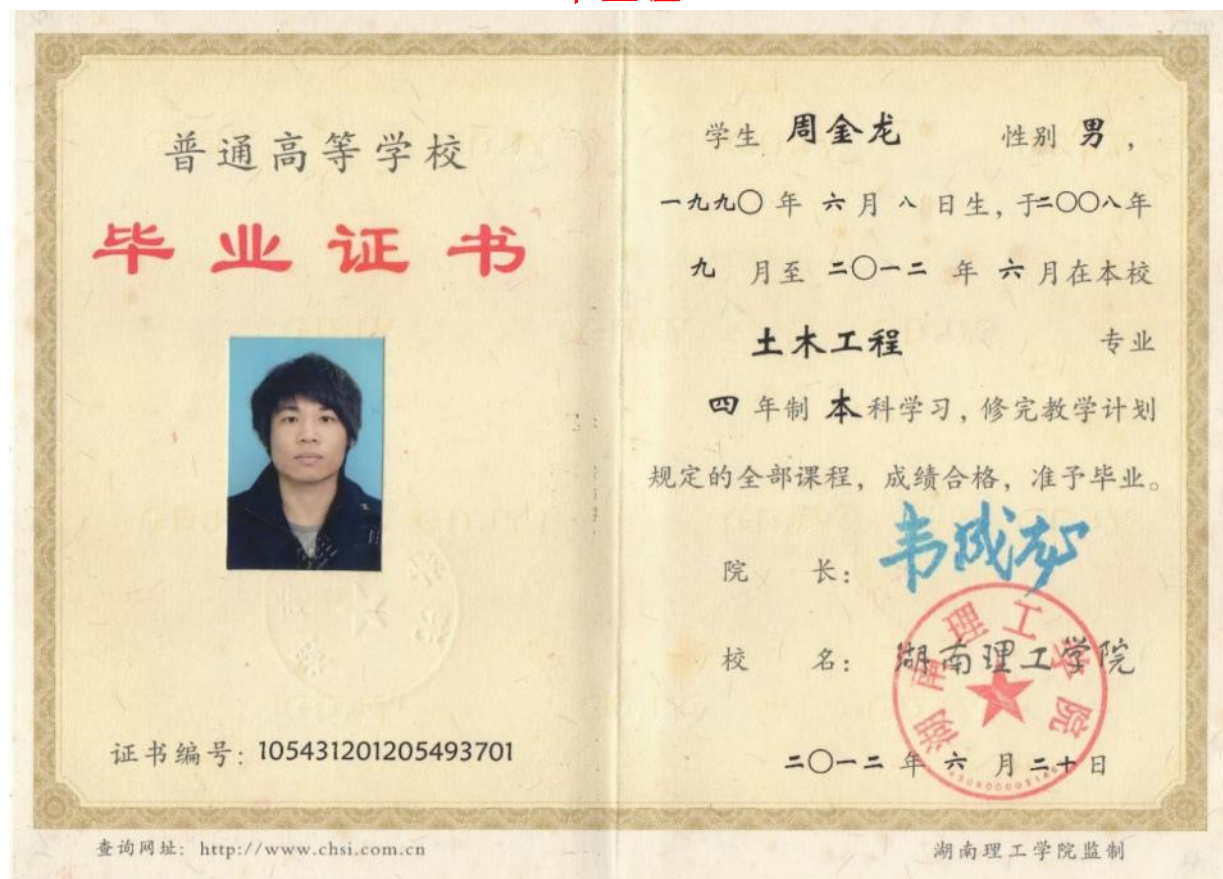 普通高等学校
毕业证书
证书编号：105431201205493701
查询网址：http://www.chsi.com.cn
学生 周金龙 性别 男，
一九九〇年 六月 八 日生，于二〇〇八年
九 月至 二〇一二 年 六月在本校
土木工程 专业
四 年制 本科学习，修完教学计划
规定的全部课程，成绩合格，准予毕业。
院 长：
校 名：湖南理工学院
湖南理工学院
二〇一二 年 六 月 二十日
湖南理工学院监制